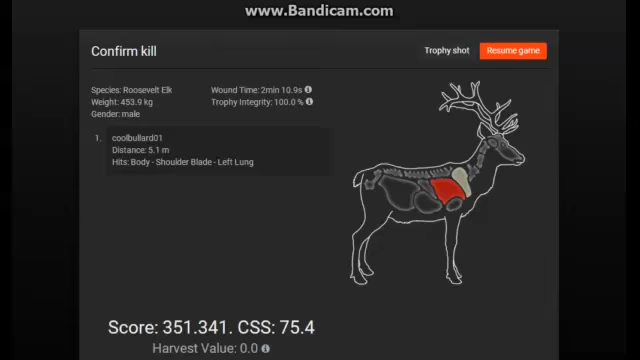 www.Bandicam.com
Confirm kill
Trophy shot
Resume game
Species: Roosevelt Elk
Weight: 453.9 kg
Gender: male
Wound Time: 2min 10.9s
Trophy Integrity: 100.0 %
1. coolbullard01
Distance: 5.1 m
Hits: Body - Shoulder Blade - Left Lung
Score: 351.341. CSS: 75.4
Harvest Value: 0.0